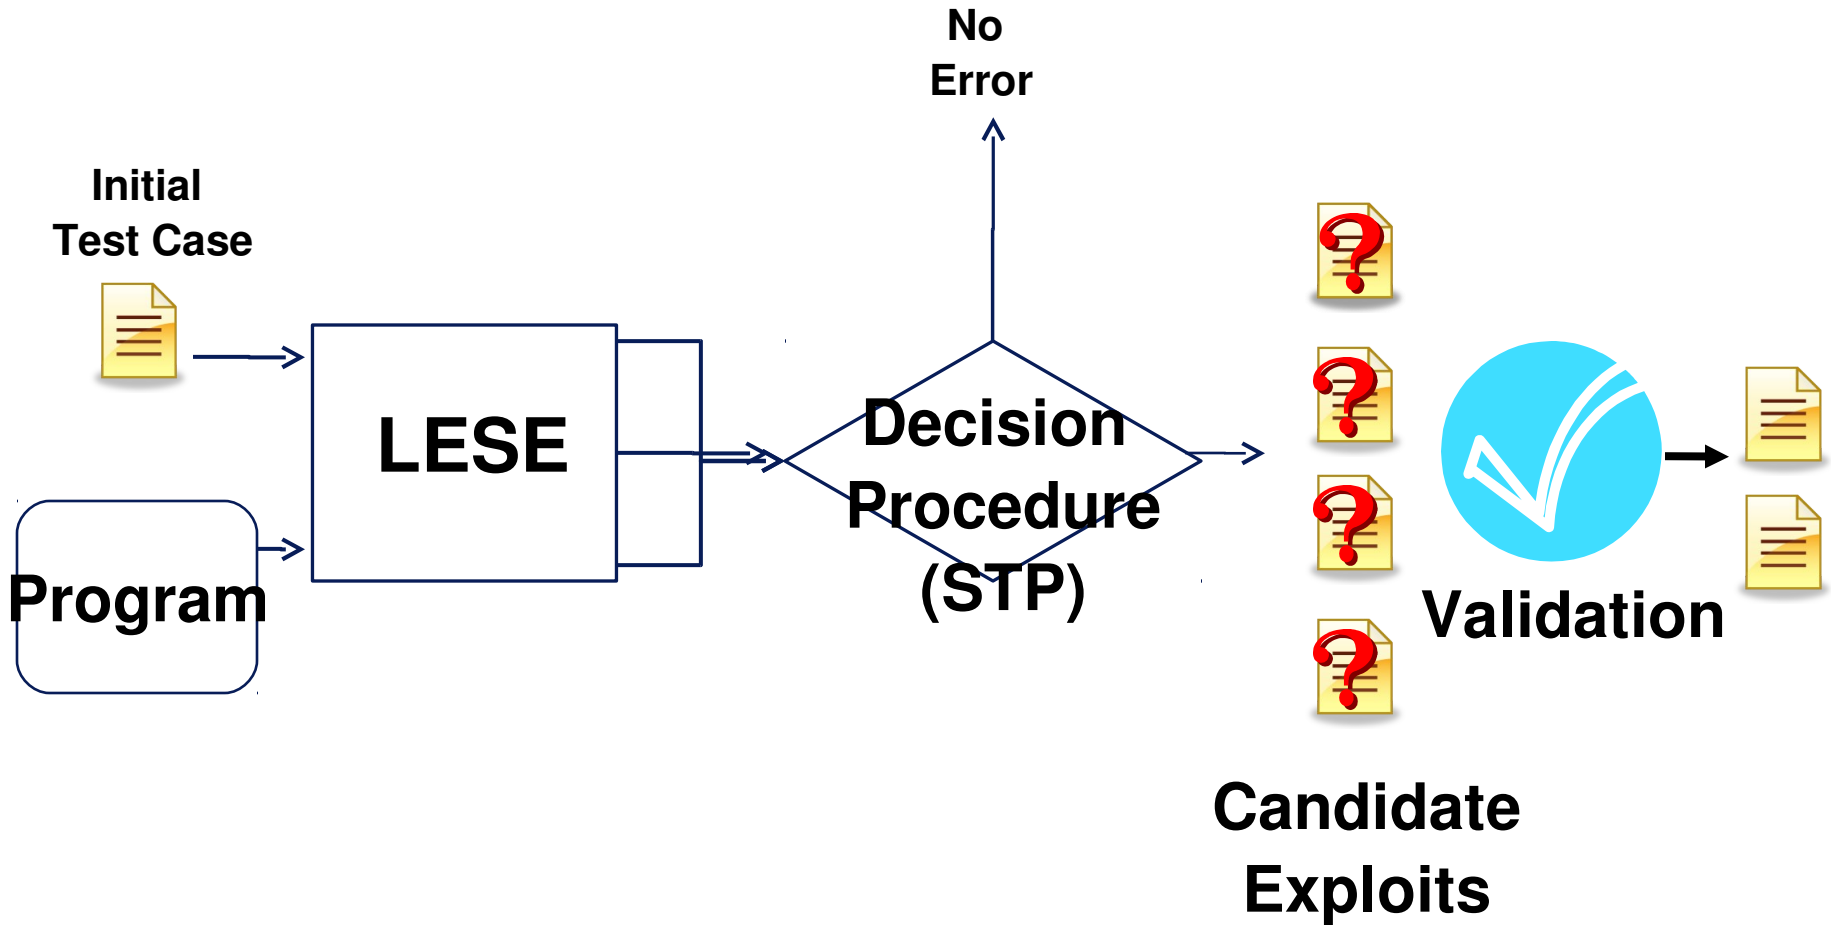 No
Error
Initial
Test Case
LESE
Program
Decision
Procedure
(STP)
Validation
Candidate
Exploits